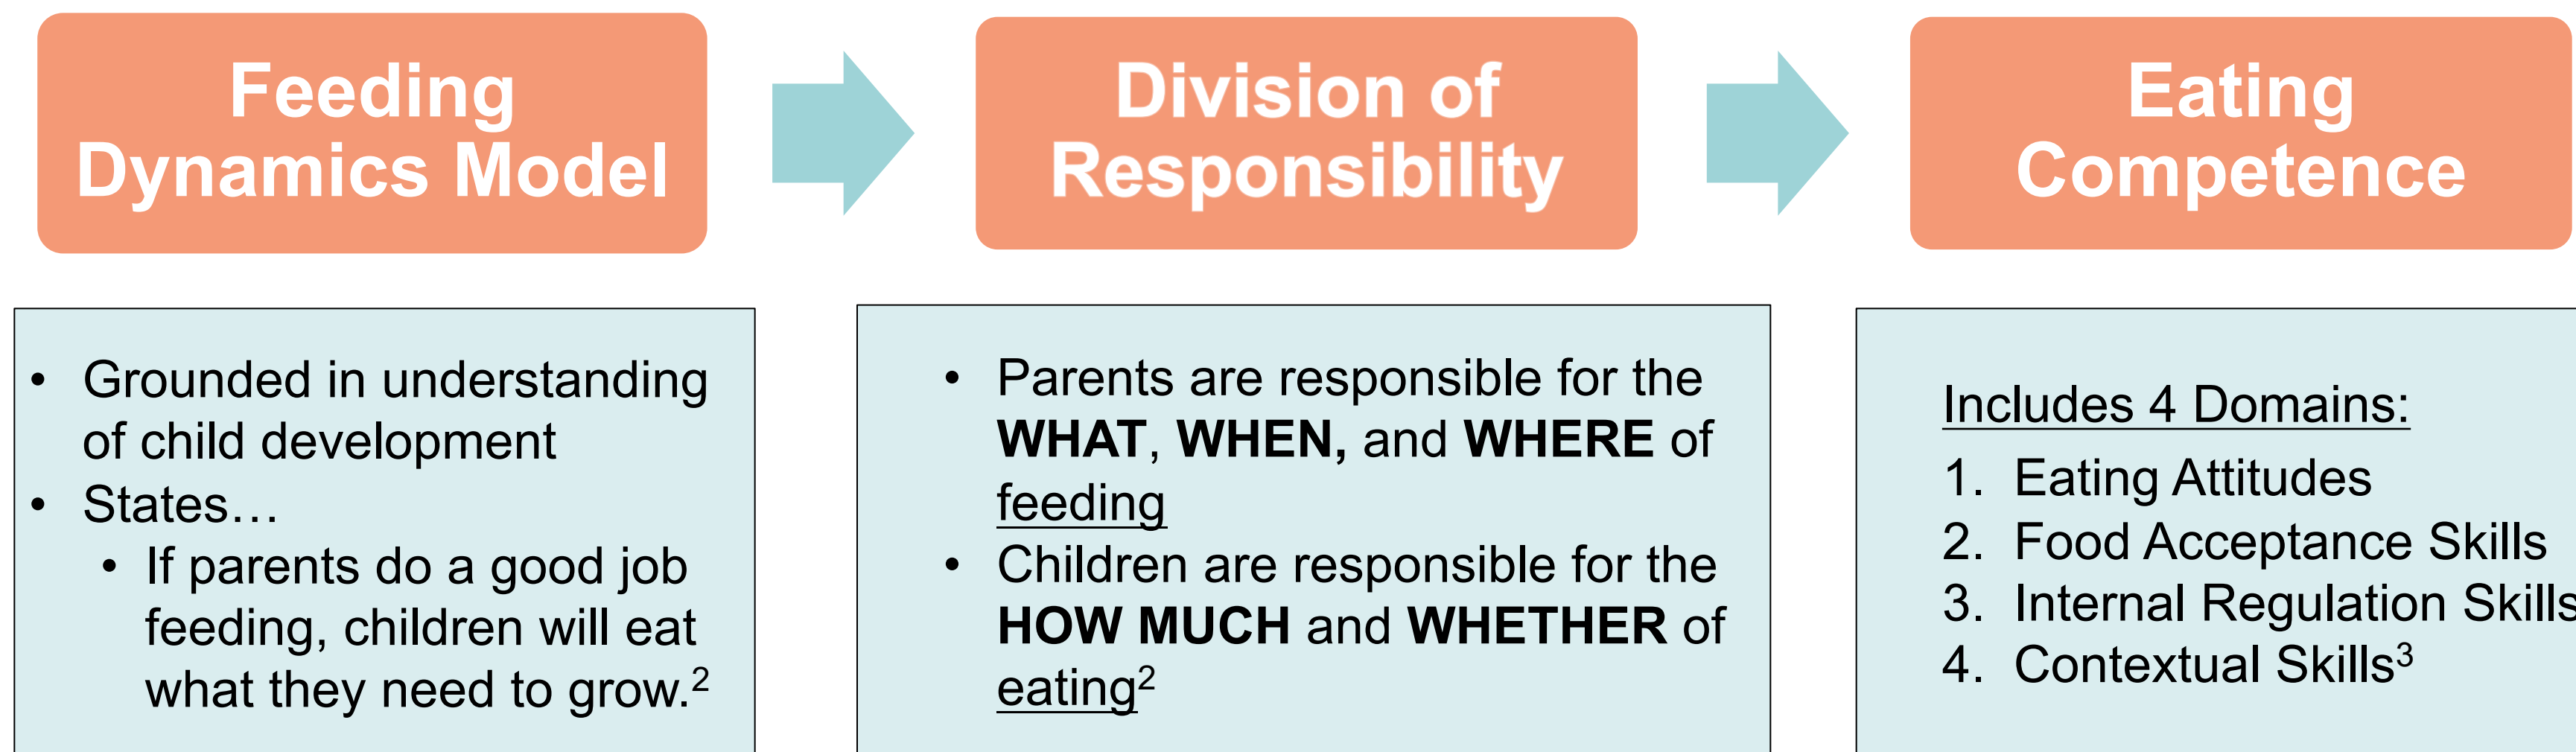 Feeding
Dynamics Model
Division of
Responsibility
Eating
Competence
• Grounded in understanding
of child development
• States…
• If parents do a good job
feeding, children will eat
what they need to grow.²
• Parents are responsible for the
WHAT, WHEN, and WHERE of
feeding
• Children are responsible for the
HOW MUCH and WHETHER of
eating²
Includes 4 Domains:
1. Eating Attitudes
2. Food Acceptance Skills
3. Internal Regulation Skills
4. Contextual Skills³